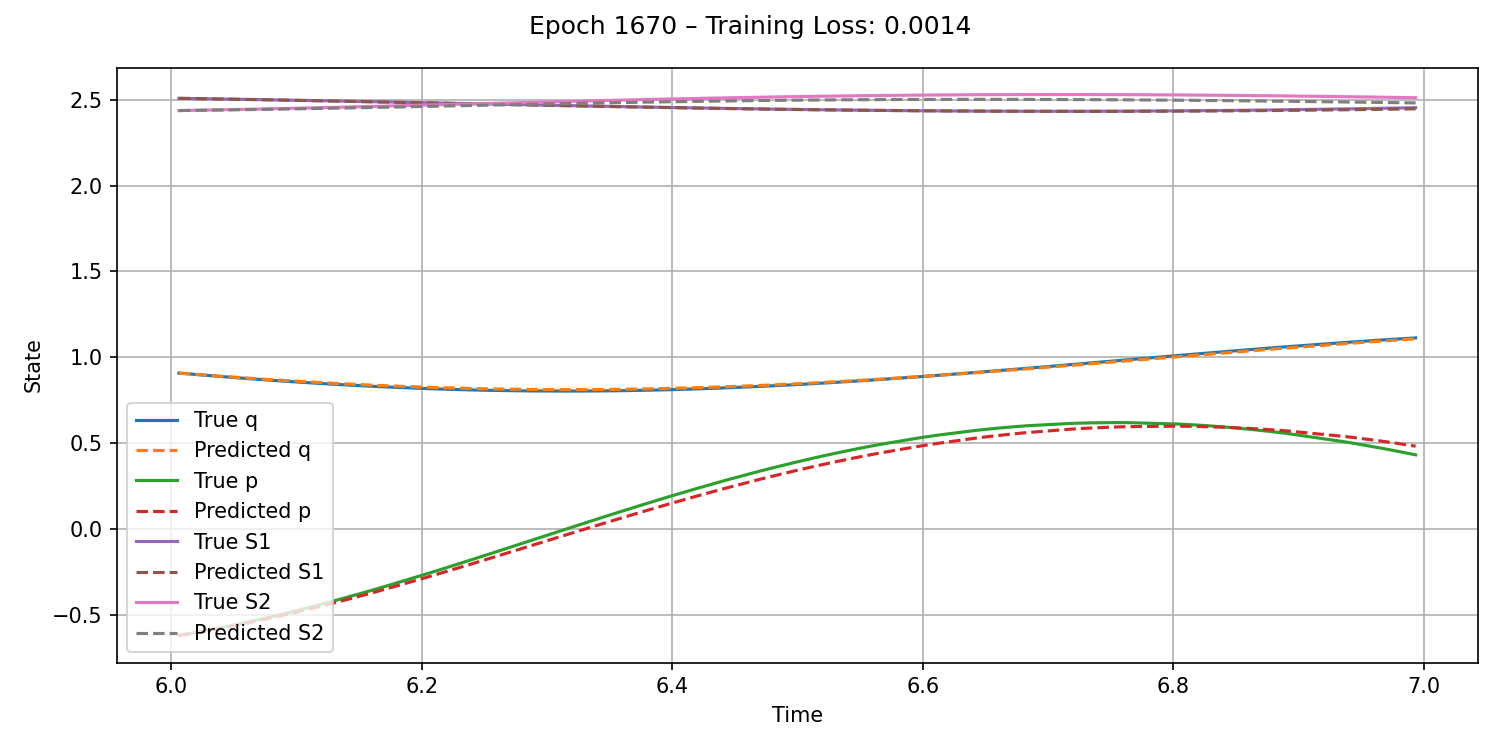 Epoch 1670 – Training Loss: 0.0014
State
2.5
2.0
1.5
1.0
0.5
0.0
−0.5
True q
Predicted q
True p
Predicted p
True S1
Predicted S1
True S2
Predicted S2
6.0 6.2 6.4 6.6 6.8 7.0
Time